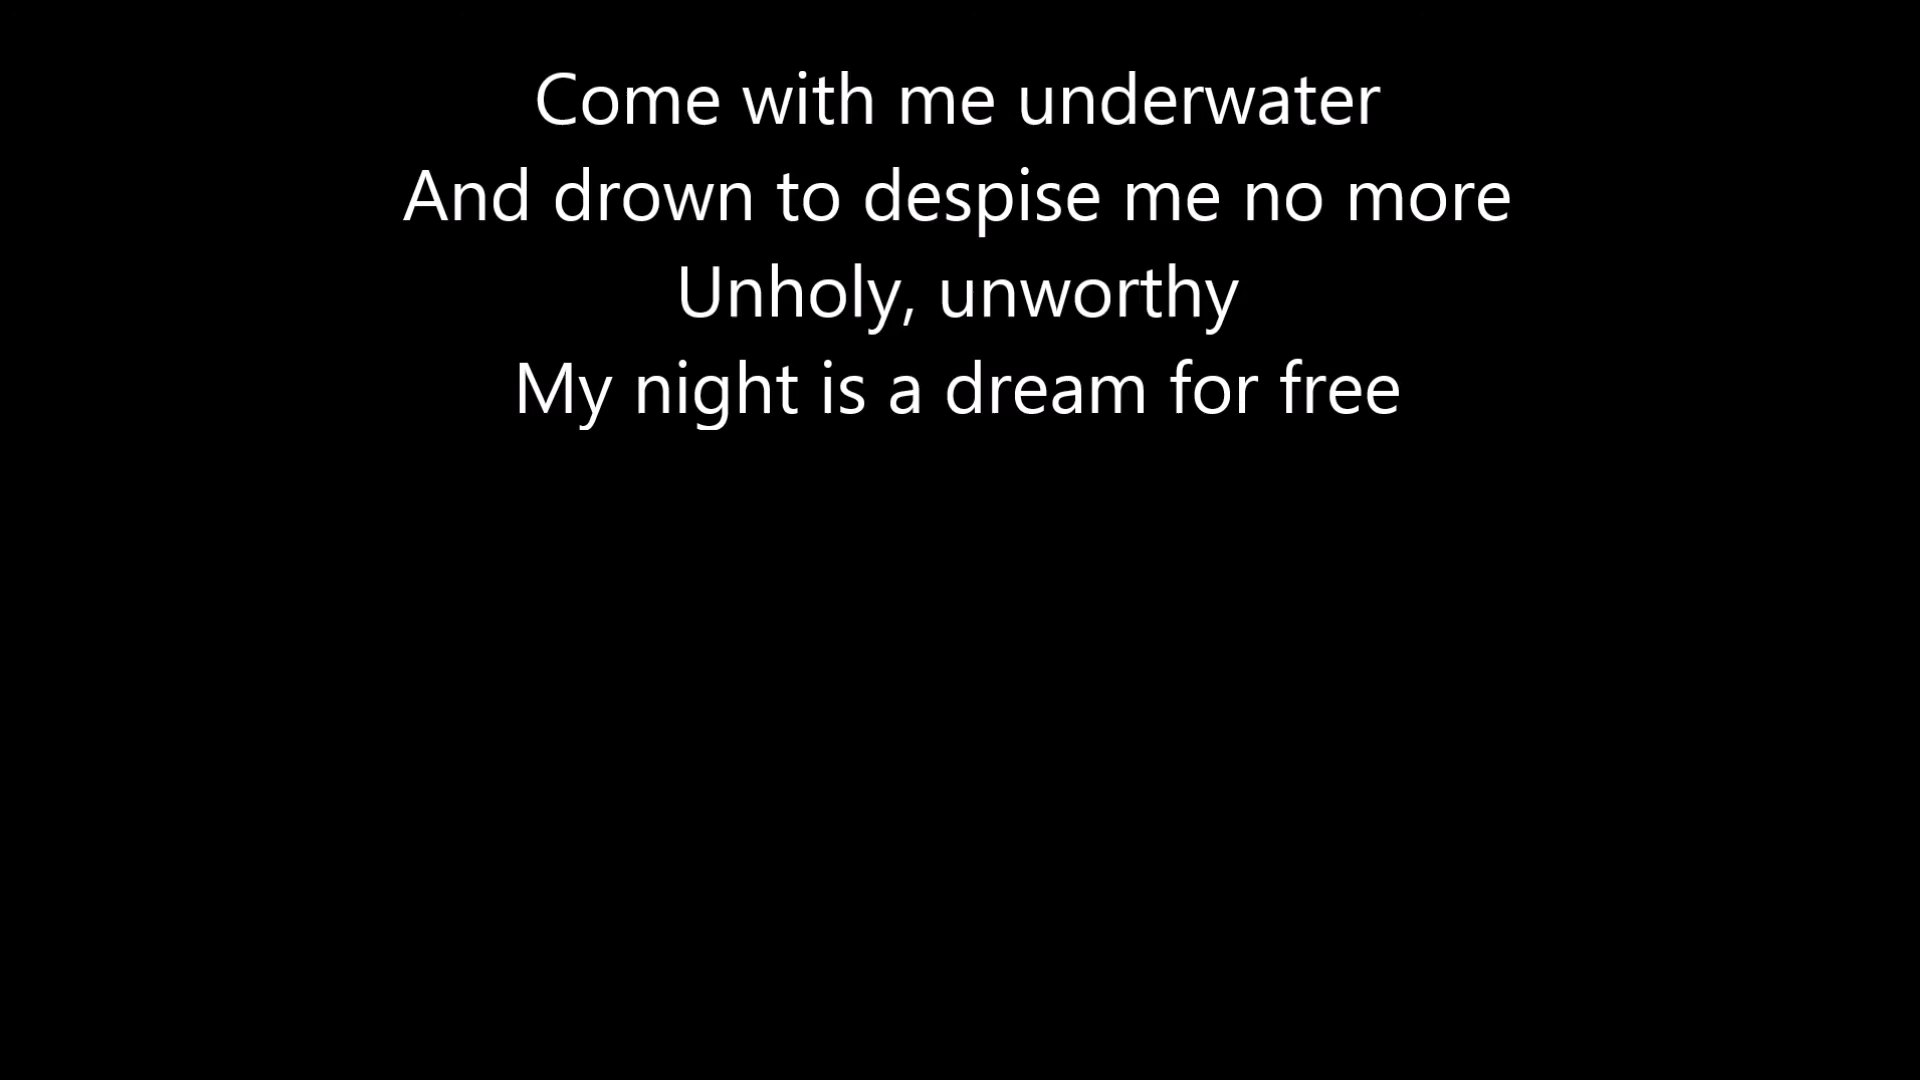 Come with me underwater
And drown to despise me no more
Unholy, unworthy
My night is a dream for free